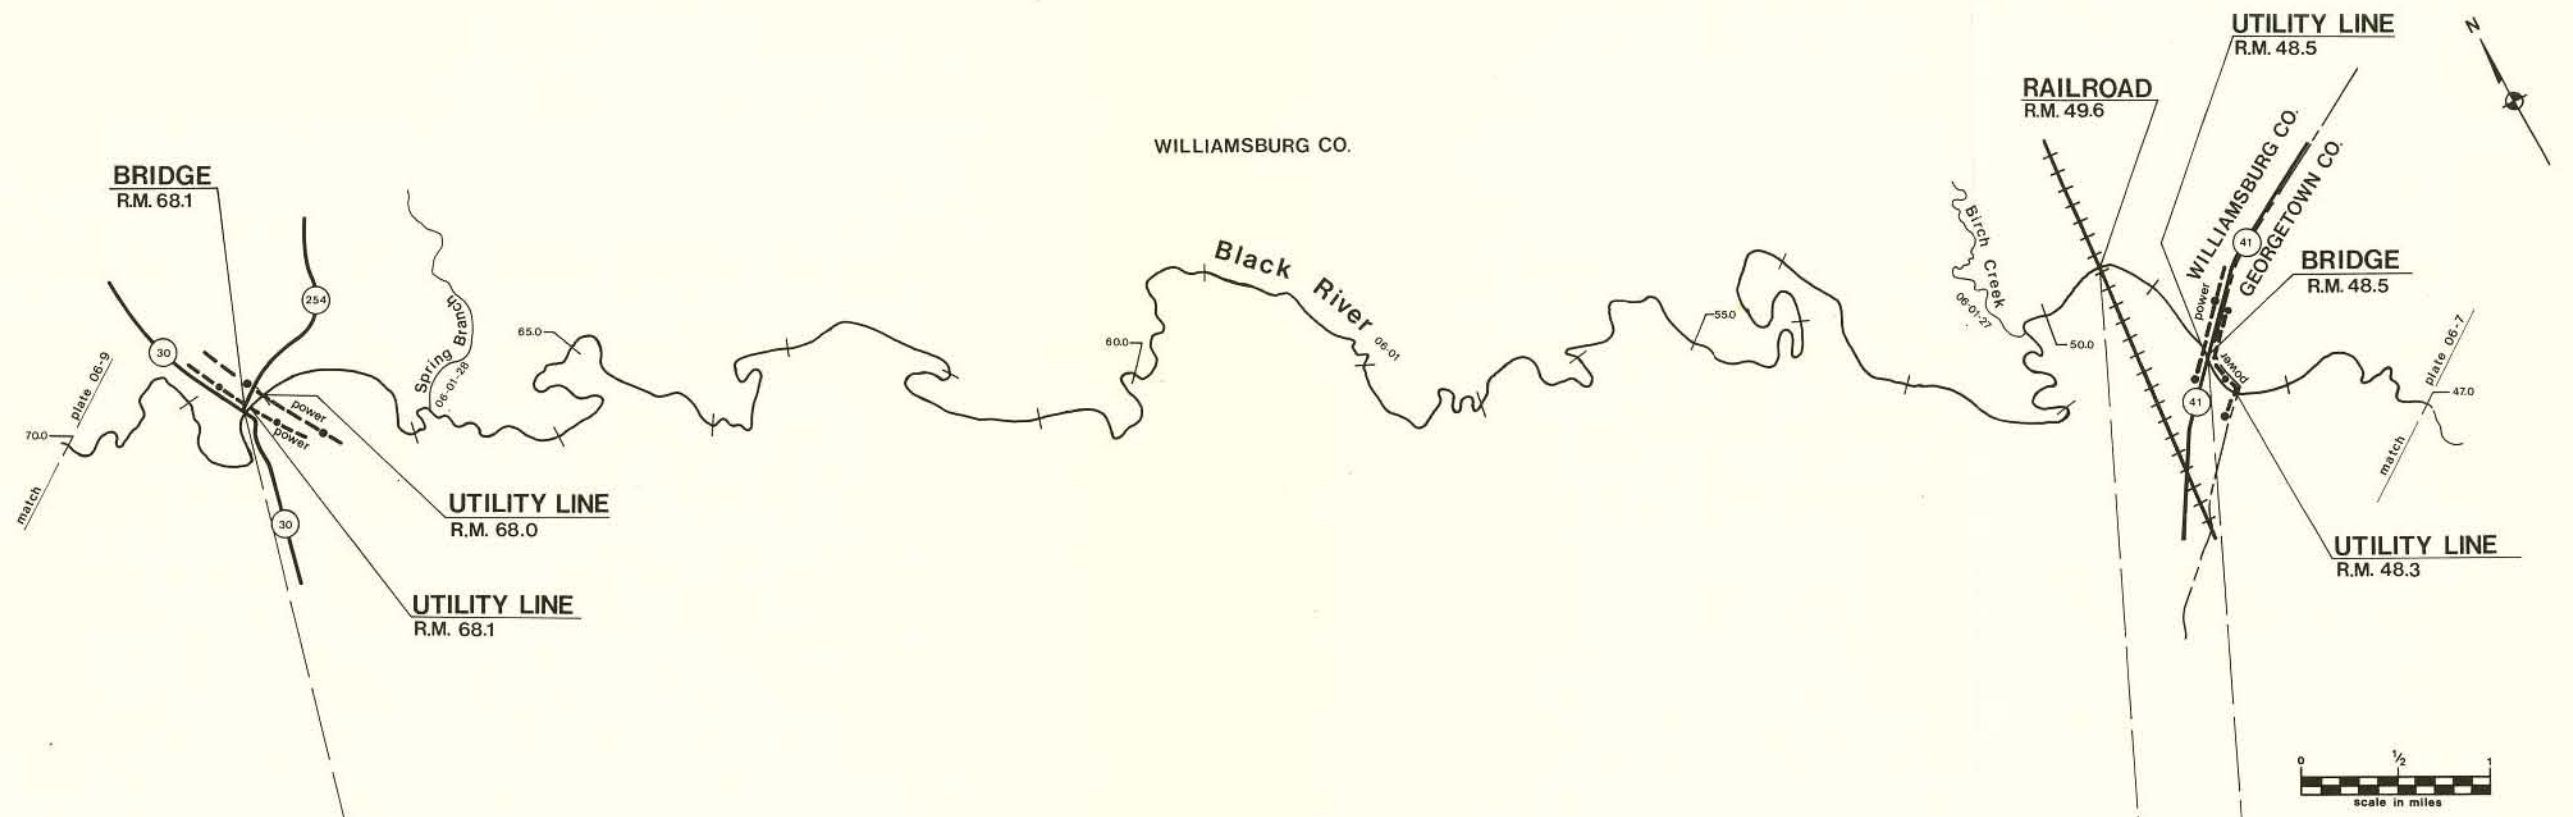 UTILITY LINE
R.M. 48.5
N
RAILROAD
R.M. 49.6
WILLIAMSBURG CO.
WILLIAMSBURG CO.
GEORGETOWN CO.
BRIDGE
R.M. 68.1
254
30
Spring Branch
06-01-28
plate 06-9
70.0
match
power
power
30
UTILITY LINE
R.M. 68.0
UTILITY LINE
R.M. 68.1
65.0
60.0
Black River
06-01
55.0
Birch Creek
06-01-27
50.0
41
power
power
41
BRIDGE
R.M. 48.5
plate 06-7
47.0
match
UTILITY LINE
R.M. 48.3
0 1/2 1
scale in miles